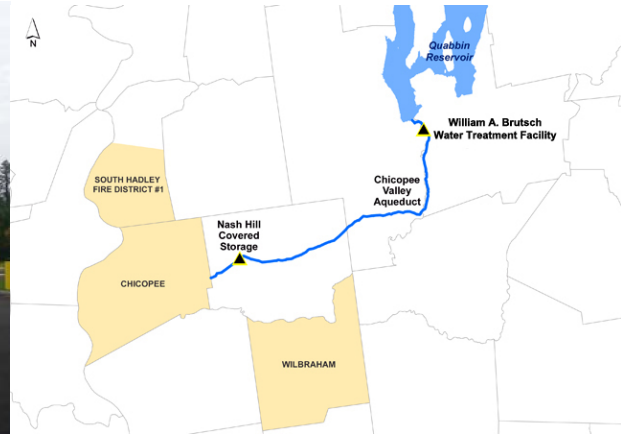 N
Quabbin
Reservoir
William A. Brutsch
Water Treatment Facility
Chicopee
Valley
Aqueduct
SOUTH HADLEY
FIRE DISTRICT #1
Nash Hill
Covered
Storage
CHICOPEE
WILBRAHAM